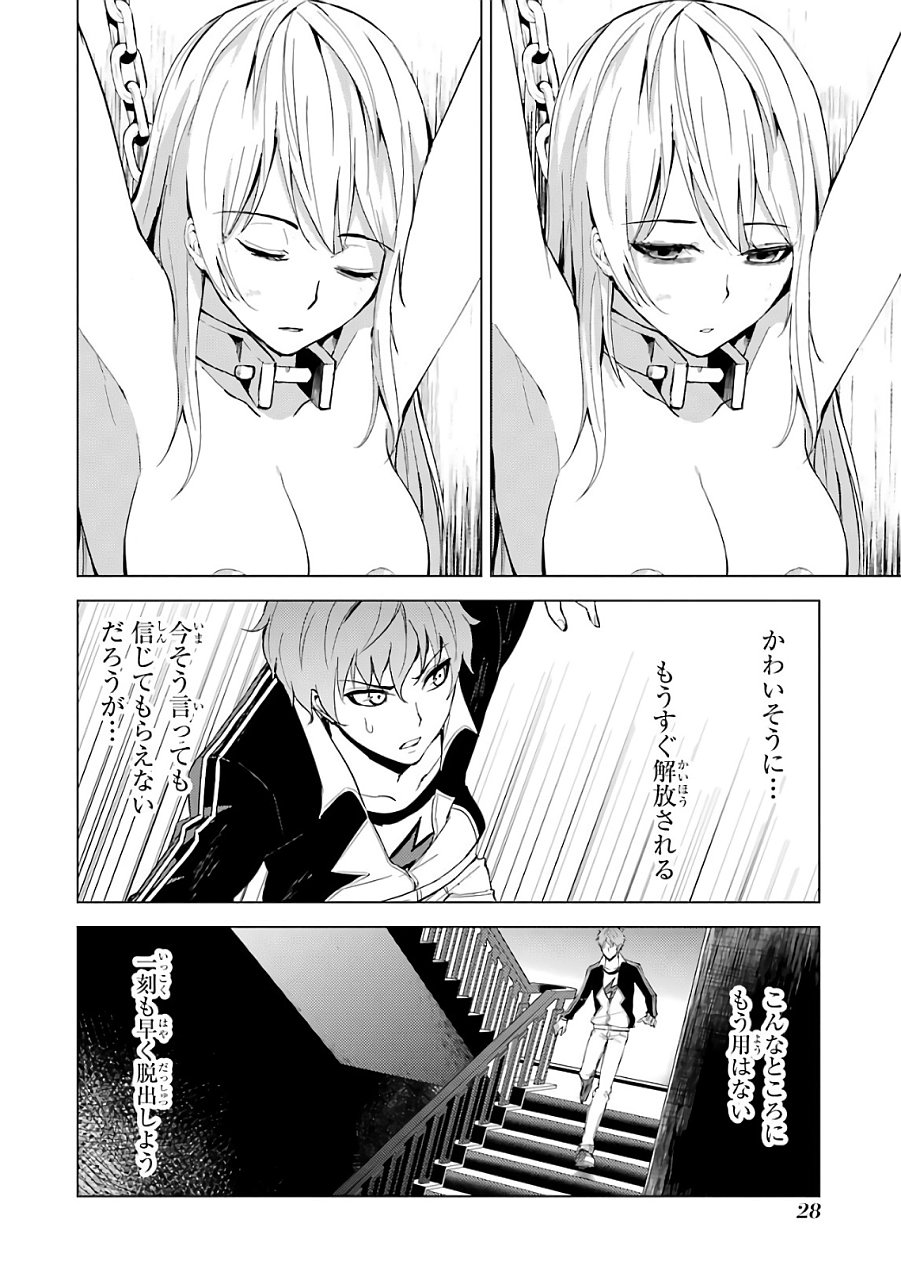 かわいそうに…
もうすぐ解放される
今そう言っても
信じてもらえない
だろうが…
こんなところに
もう用はない
一刻も早く脱出しよう
28